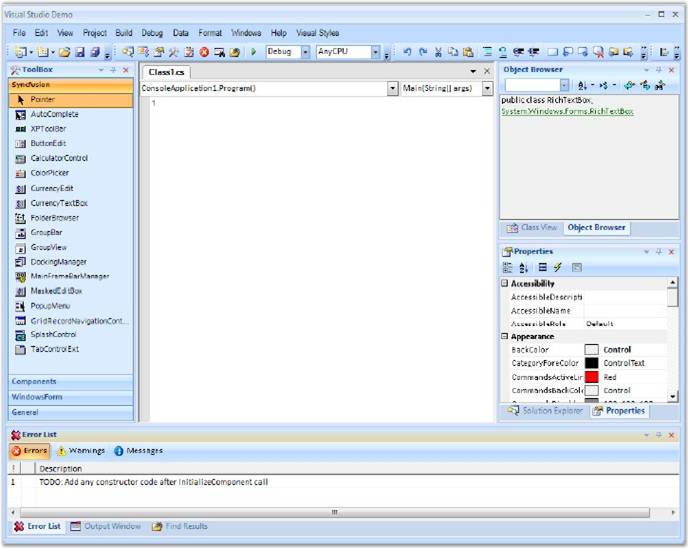 Visual Studio Demo
File Edit View Project Build Debug Data Format Windows Help Visual Styles
Debug AnyCPU
ToolBox
Syncfusion
Pointer
AutoComplete
XPToolBar
ButtonEdit
CalculatorControl
ColorPicker
CurrencyEdit
CurrencyTextBox
FolderBrowser
GroupBar
GroupView
DockingManager
MainFrameBarManager
MaskedEditBox
PopupMenu
GridRecordNavigationCont...
SplashControl
TabControlExt
Components
WindowsForm
General
Class1.cs
ConsoleApplication1.Program() Main(String[] args)
1
Object Browser
public class RichTextBox;
System.Windows.Forms.RichTextBox
Class View Object Browser
Properties
Accessibility
AccessibleDescripti
AccessibleName
AccessibleRole Default
Appearance
BackColor Control
CategoryForeColor ControlText
CommandsActiveLin Red
CommandsBackColo Control
Solution Explorer Properties
Error List
Errors Warnings Messages
! Description
1 TODO: Add any constructor code after InitializeComponent call
Error List Output Window Find Results